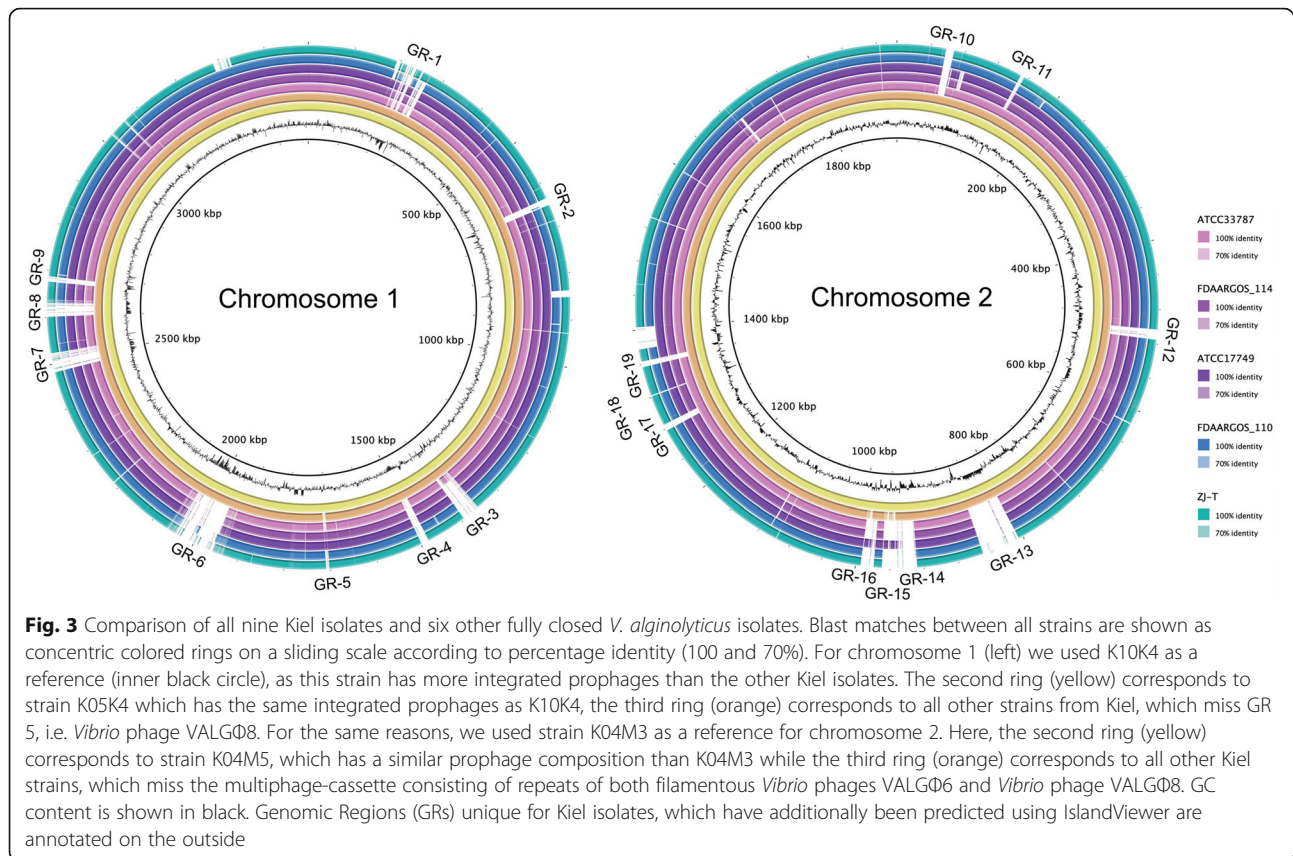 GR-1
GR-2
GR-3
GR-4
GR-5
GR-6
GR-7
GR-8
GR-9
500 kbp
1000 kbp
1500 kbp
2000 kbp
2500 kbp
3000 kbp
Chromosome 1
GR-10
GR-11
GR-12
GR-13
GR-14
GR-15
GR-16
GR-17
GR-18
GR-19
200 kbp
400 kbp
600 kbp
800 kbp
1000 kbp
1200 kbp
1400 kbp
1600 kbp
1800 kbp
Chromosome 2
ATCC33787
100% identity
70% identity
FDAARGOS_114
100% identity
70% identity
ATCC17749
100% identity
70% identity
FDAARGOS_110
100% identity
70% identity
ZJ-T
100% identity
70% identity
Fig. 3 Comparison of all nine Kiel isolates and six other fully closed V. alginolyticus isolates. Blast matches between all strains are shown as
concentric colored rings on a sliding scale according to percentage identity (100 and 70%). For chromosome 1 (left) we used K10K4 as a
reference (inner black circle), as this strain has more integrated prophages than the other Kiel isolates. The second ring (yellow) corresponds to
strain K05K4 which has the same integrated prophages as K10K4, the third ring (orange) corresponds to all other strains from Kiel, which miss GR
5, i.e. Vibrio phage VALGΦ8. For the same reasons, we used strain K04M3 as a reference for chromosome 2. Here, the second ring (yellow)
corresponds to strain K04M5, which has a similar prophage composition than K04M3 while the third ring (orange) corresponds to all other Kiel
strains, which miss the multiphage-cassette consisting of repeats of both filamentous Vibrio phages VALGΦ6 and Vibrio phage VALGΦ8. GC
content is shown in black. Genomic Regions (GRs) unique for Kiel isolates, which have additionally been predicted using IslandViewer are
annotated on the outside